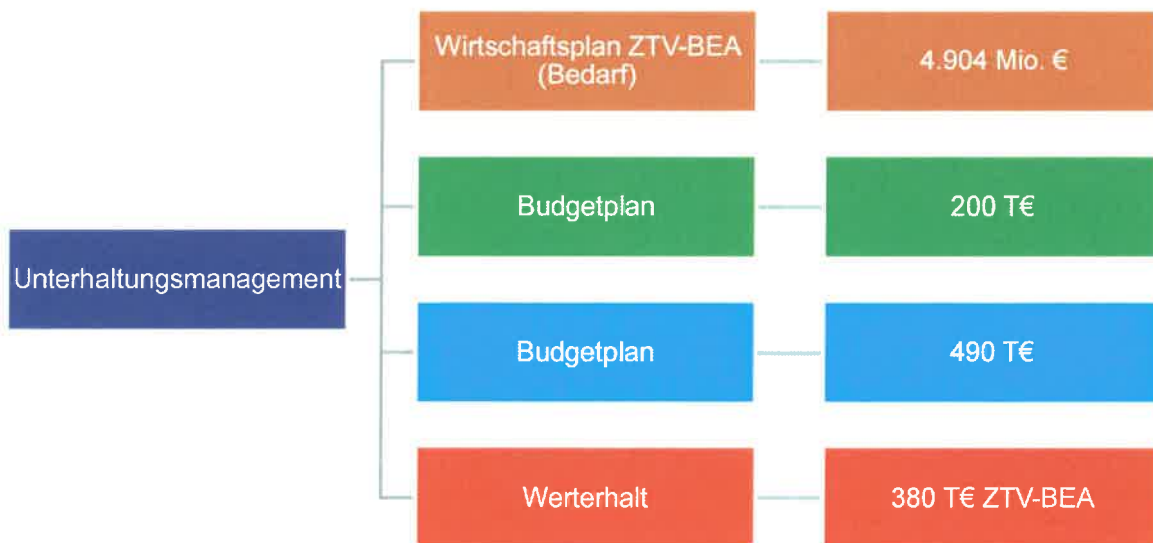 Unterhaltungsmanagement
Wirtschaftsplan ZTV-BEA
(Bedarf)
4.904 Mio. €
Budgetplan
200 T€
Budgetplan
490 T€
Werterhalt
380 T€ ZTV-BEA